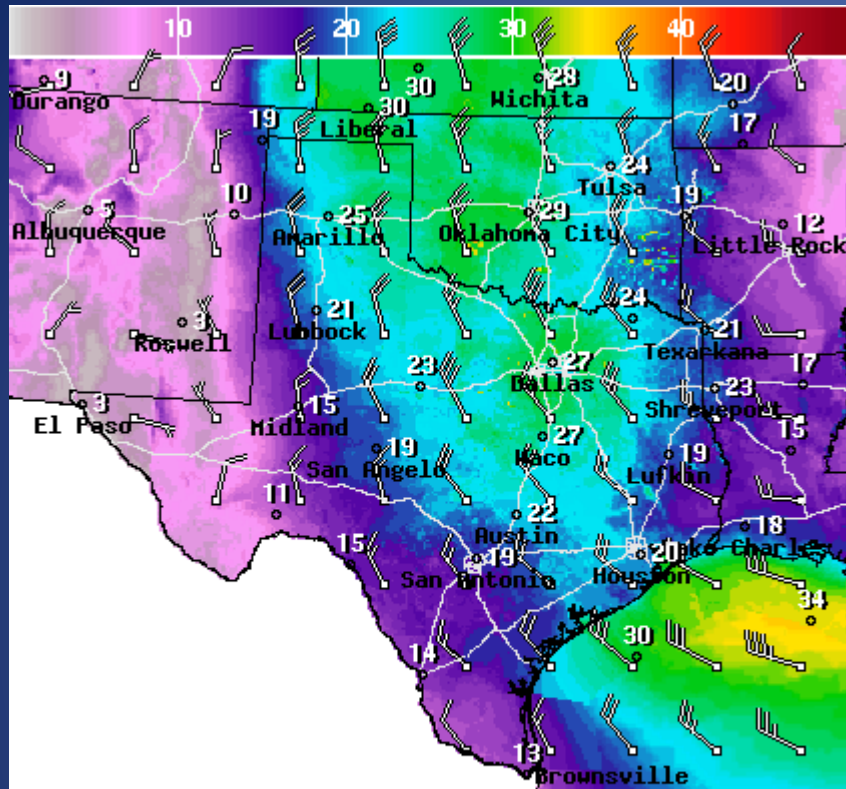 10 20 30 40
9 30 28 20
Durango Wichita
30
Liberal
19 17
24
Tulsa
5 10 25 29 19 12
Albuquerque Amarillo Oklahoma City Little Rock
3 21 24 21
Roswell Lubbock Texarkana
23 27 23 17
Dallas
3 15 Shreveport
El Paso Midland
19 27 19 15
San Angelo Waco Lufkin
11 22 18
Austin
15 19 20 Lake Charles
San Antonio Houston
34
30
14
13
Brownsville